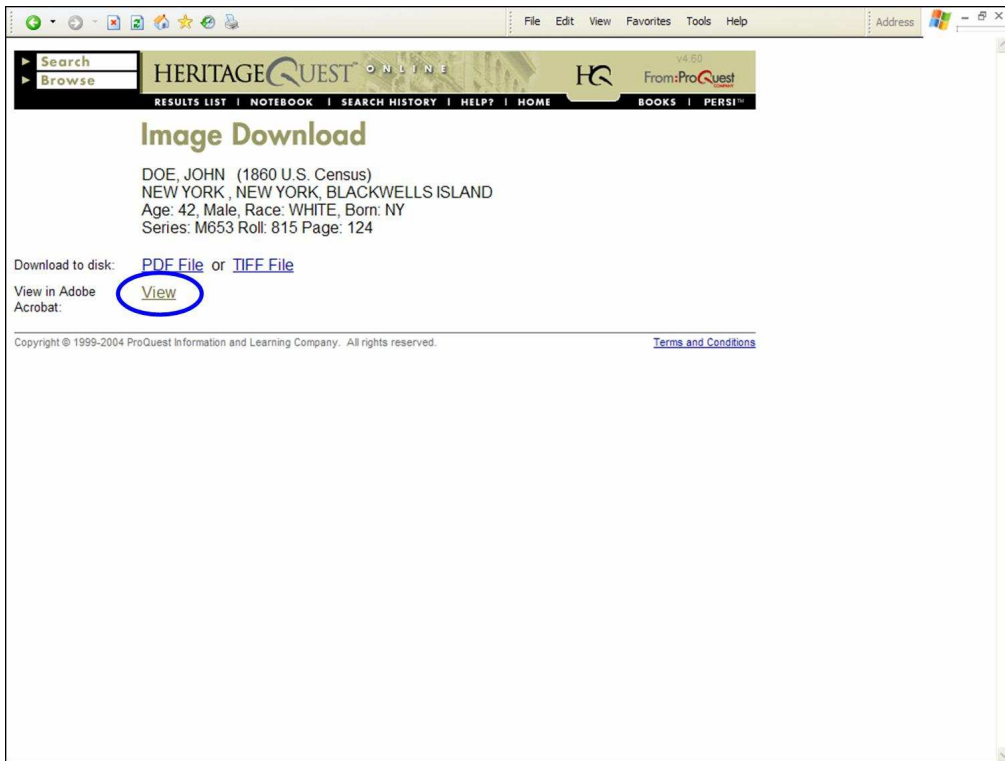 File Edit View Favorites Tools Help Address
Search
Browse
HERITAGEQUEST™ ONLINE HQ v4.60
From:ProQuest
COMPANY
RESULTS LIST | NOTEBOOK | SEARCH HISTORY | HELP? | HOME BOOKS | PERSI™
Image Download
DOE, JOHN (1860 U.S. Census)
NEW YORK , NEW YORK, BLACKWELLS ISLAND
Age: 42, Male, Race: WHITE, Born: NY
Series: M653 Roll: 815 Page: 124
Download to disk: PDF File or TIFF File
View in Adobe Acrobat: View
Copyright © 1999-2004 ProQuest Information and Learning Company. All rights reserved. Terms and Conditions